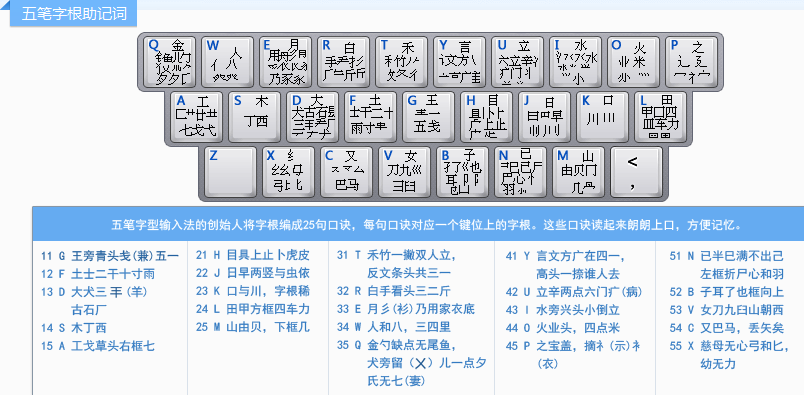 五笔字根助记词
Q 金
W 人
E 月
R 白
T 禾
Y 言
U 立
I 水
O 火
P 之
A 工
S 木
丁西
D 大
F 土
G 王
五戋
H 目
J 日
K 口
川
L 田
Z
X 纟
C 又
巴马
V 女
B 子
N 已
M 山
由贝
<
,
五笔字型输入法的创始人将字根编成25句口诀，每句口诀对应一个键位上的字根。这些口诀读起来朗朗上口，方便记忆。
11 G 王旁青头戋(兼)五一
12 F 土士二干十寸雨
13 D 大犬三(羊)
古石厂
14 S 木丁西
15 A 工戈草头右框七
21 H 目具上止卜虎皮
22 J 日早两竖与虫依
23 K 口与川，字根稀
24 L 田甲方框四车力
25 M 山由贝，下框几
31 T 禾竹一撇双人立，
反文条头共三一
32 R 白手看头三二斤
33 E 月彡(衫)乃用家衣底
34 W 人和八，三四里
35 Q 金勺缺点无尾鱼，
犬旁留（乂）儿一点夕
氏无七(妻)
41 Y 言文方广在四一，
高头一捺谁人去
42 U 立辛两点六门疒(病)
43 I 水旁兴头小倒立
44 O 火业头，四点米
45 P 之宝盖，摘礻(示)衤
(衣)
51 N 已半巳满不出己
左框折尸心和羽
52 B 子耳了也框向上
53 V 女刀九臼山朝西
54 C 又巴马，丢矢矣
55 X 慈母无心弓和匕，
幼无力